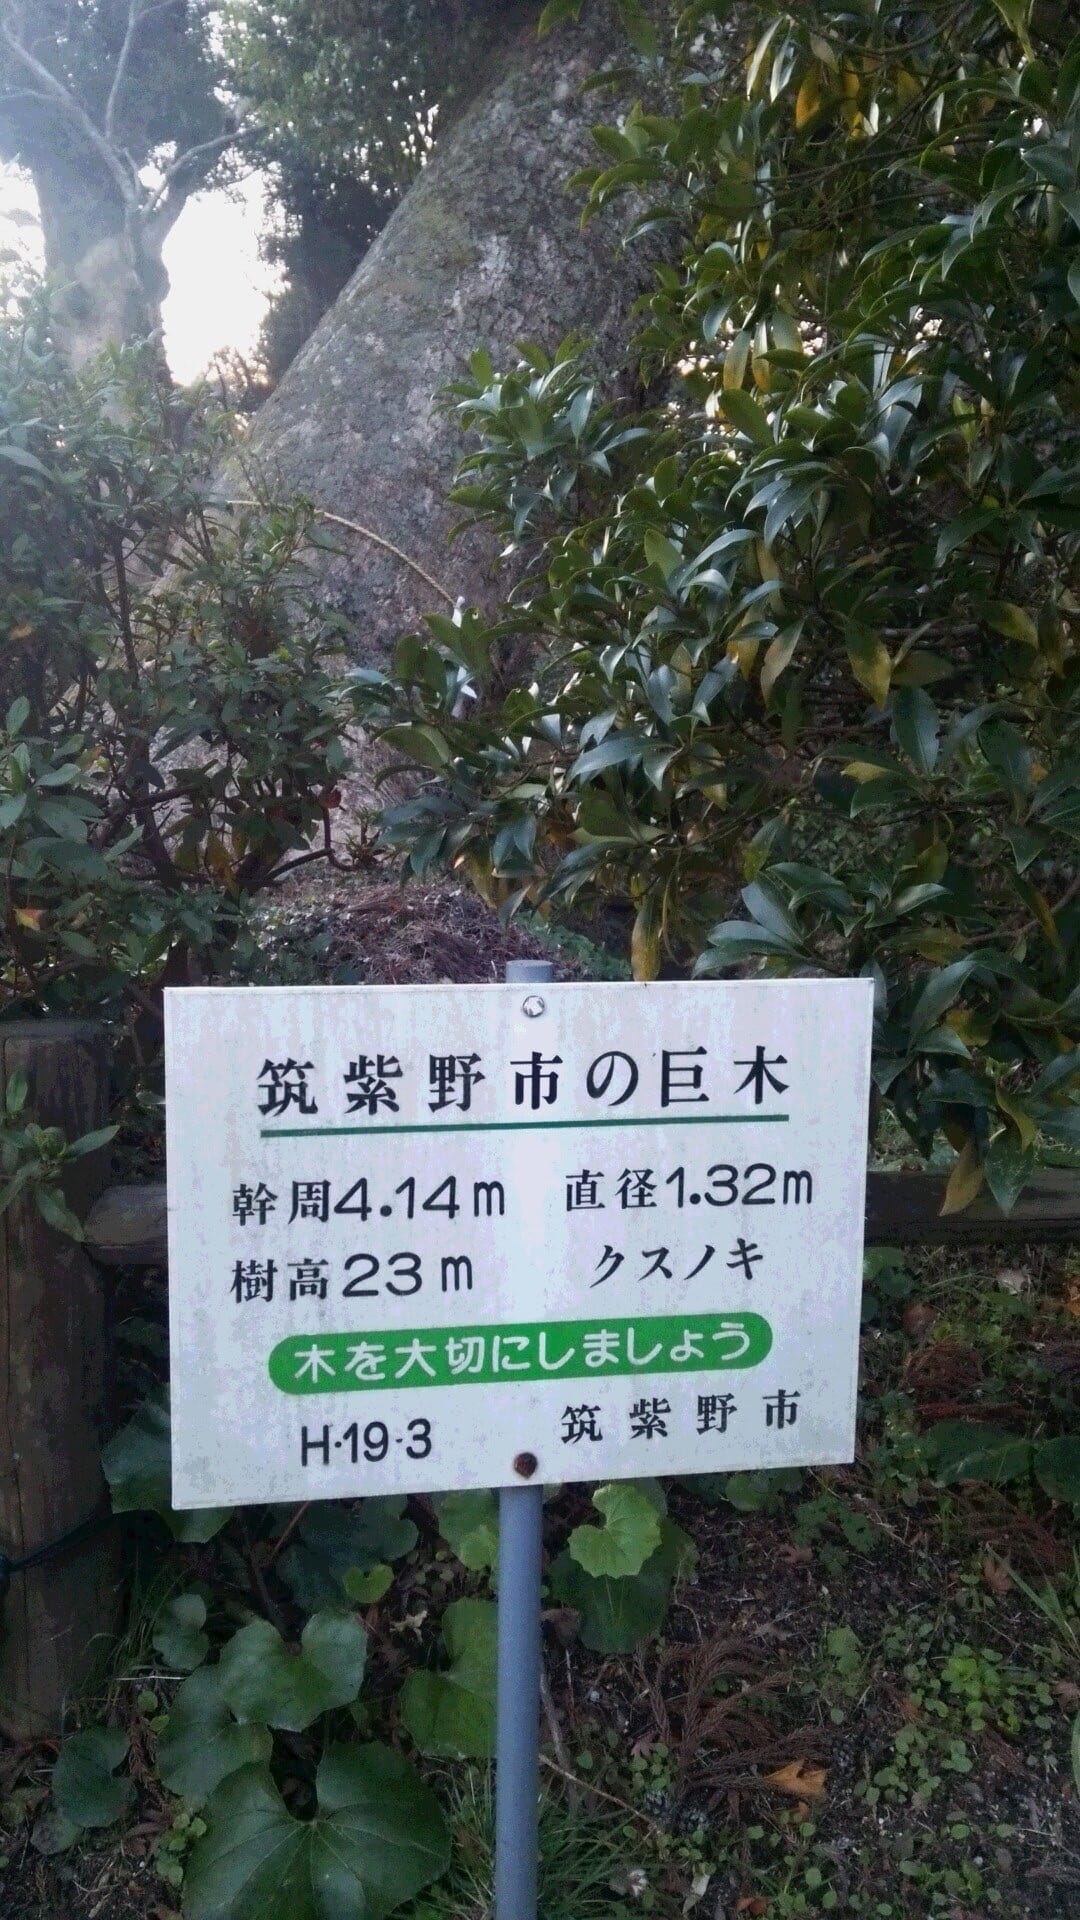 筑紫野市の巨木
幹周4.14m 直径1.32m
樹高23m クスノキ
木を大切にしましょう
H・19・3 筑紫野市